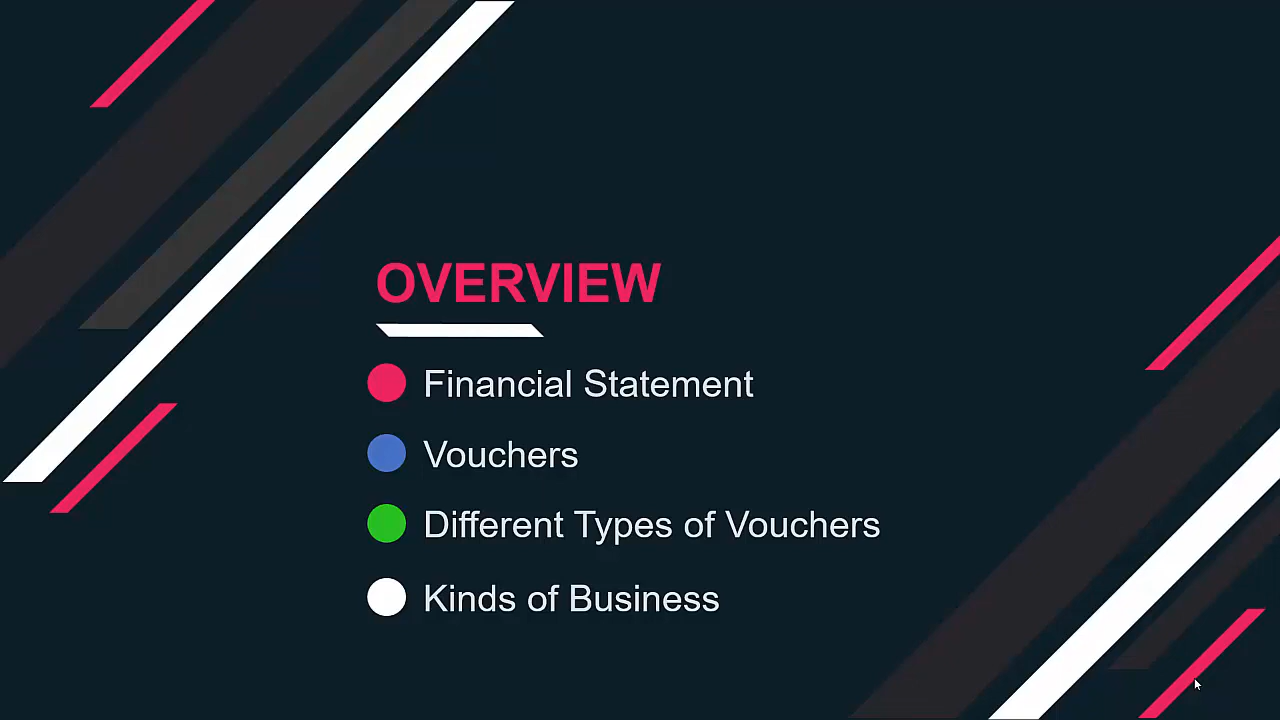 OVERVIEW
Financial Statement
Vouchers
Different Types of Vouchers
Kinds of Business